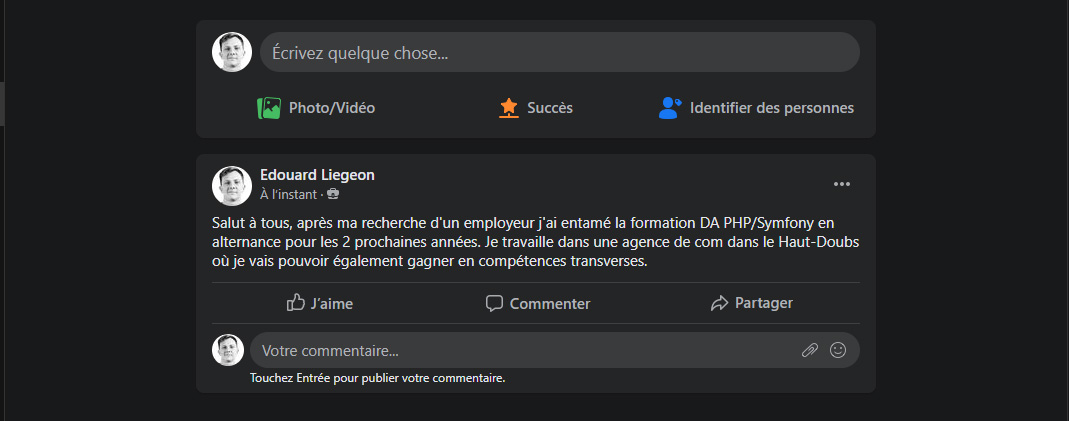 Écrivez quelque chose...
Photo/Vidéo
Succès
Identifier des personnes
Edouard Liegeon
À l'instant ·
Salut à tous, après ma recherche d'un employeur j'ai entamé la formation DA PHP/Symfony en
alternance pour les 2 prochaines années. Je travaille dans une agence de com dans le Haut-Doubs
où je vais pouvoir également gagner en compétences transverses.
J'aime
Commenter
Partager
Votre commentaire...
Touchez Entrée pour publier votre commentaire.